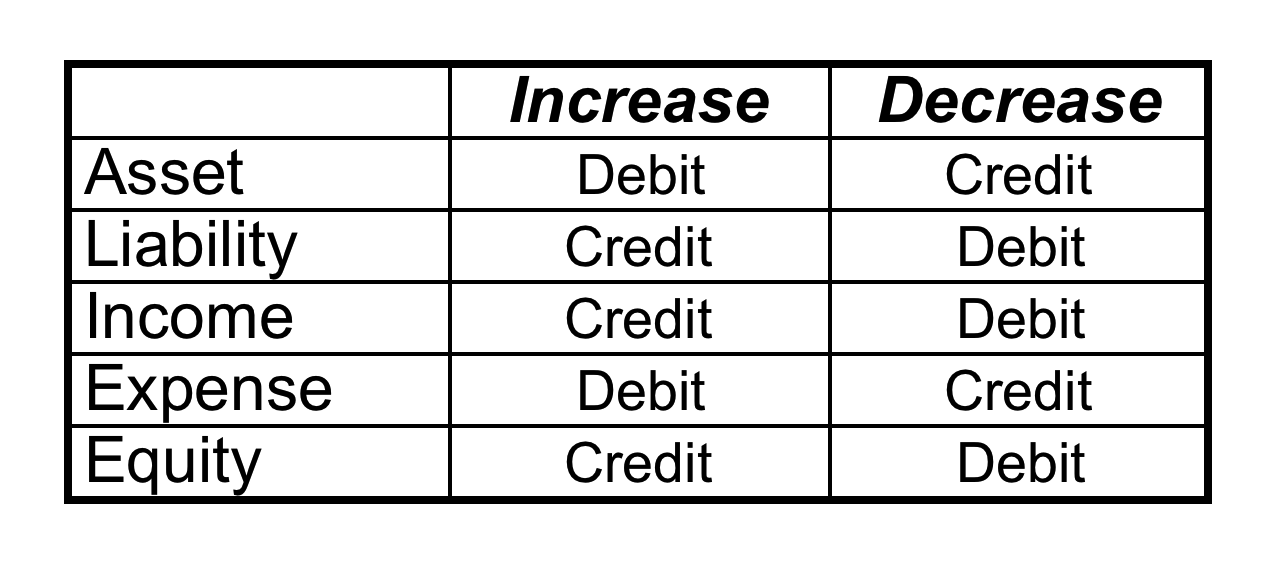 Increase Decrease
Asset Debit Credit
Liability Credit Debit
Income Credit Debit
Expense Debit Credit
Equity Credit Debit